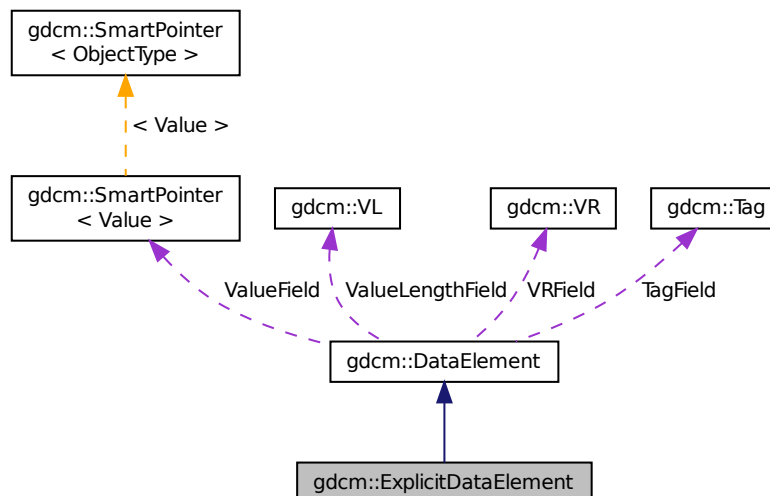 gdcm::SmartPointer
< ObjectType >
< Value >
gdcm::SmartPointer
< Value >
gdcm::VL
gdcm::VR
gdcm::Tag
ValueField
ValueLengthField
VRField
TagField
gdcm::DataElement
gdcm::ExplicitDataElement